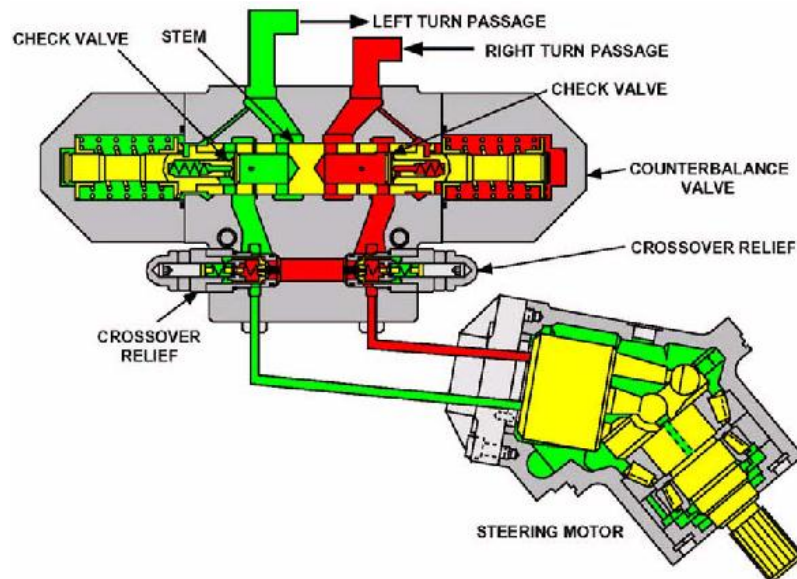 LEFT TURN PASSAGE
CHECK VALVE
STEM
RIGHT TURN PASSAGE
CHECK VALVE
COUNTERBALANCE
VALVE
CROSSOVER RELIEF
CROSSOVER
RELIEF
STEERING MOTOR